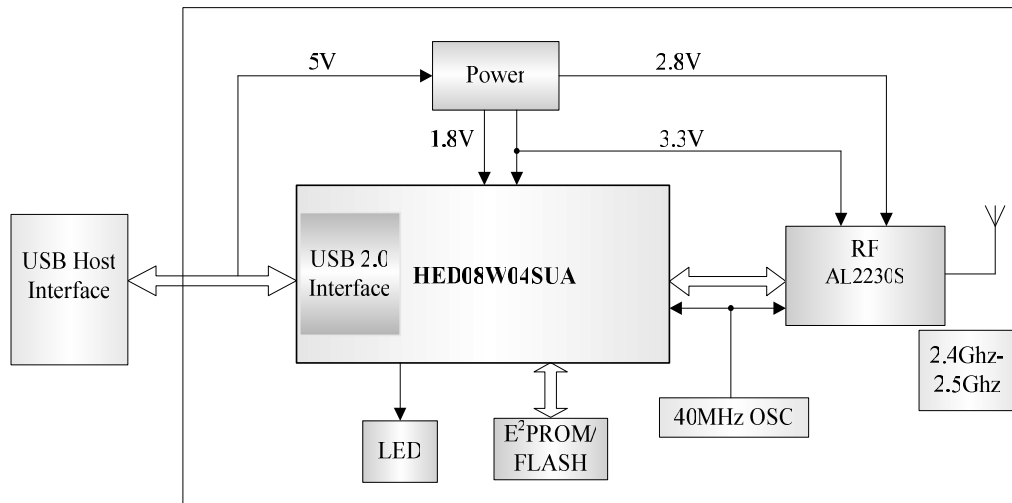 5V
Power
2.8V
1.8V
3.3V
USB Host
Interface
USB 2.0
Interface
HED08W04SUA
RF
AL2230S
2.4Ghz-
2.5Ghz
LED
E²PROM/
FLASH
40MHz OSC